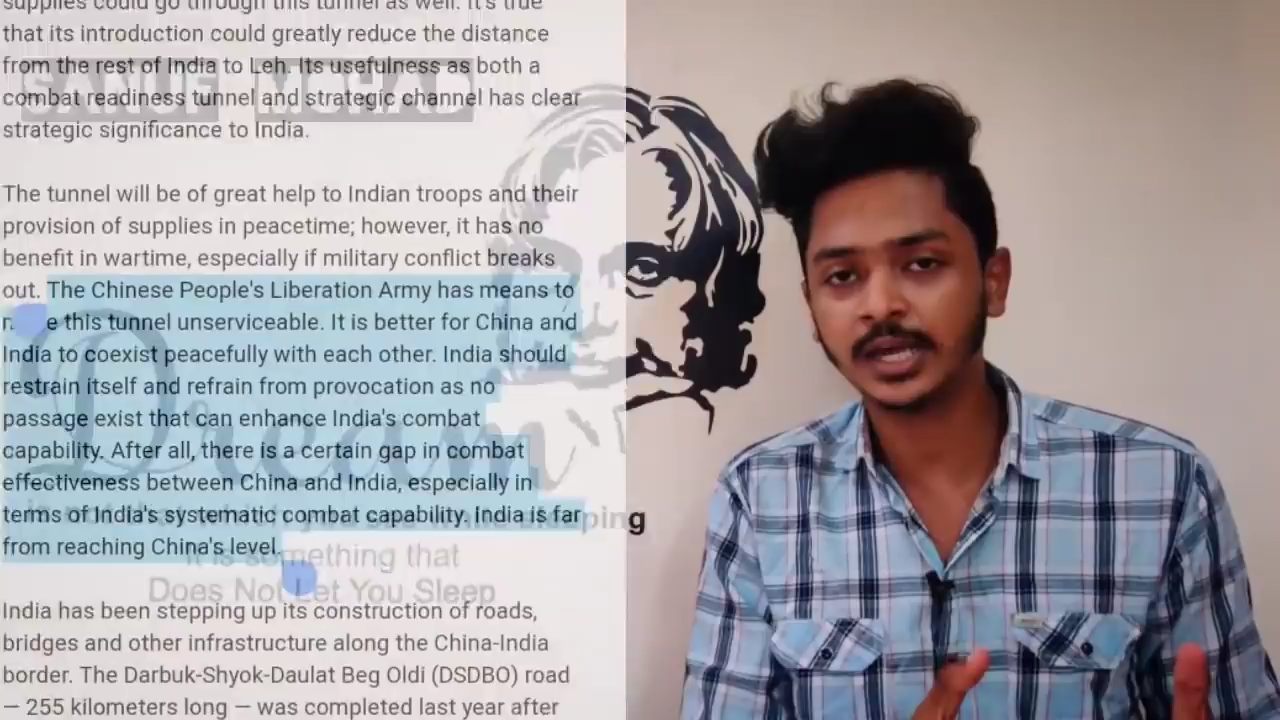 supplies could go through this tunnel as well. It's true
that its introduction could greatly reduce the distance
from the rest of India to Leh. Its usefulness as both a
combat readiness tunnel and strategic channel has clear
strategic significance to India.
The tunnel will be of great help to Indian troops and their
provision of supplies in peacetime; however, it has no
benefit in wartime, especially if military conflict breaks
out. The Chinese People's Liberation Army has means to
r e this tunnel unserviceable. It is better for China and
India to coexist peacefully with each other. India should
restrain itself and refrain from provocation as no
passage exist that can enhance India's combat
capability. After all, there is a certain gap in combat
effectiveness between China and India, especially in
terms of India's systematic combat capability. India is far
from reaching China's level.
India has been stepping up its construction of roads,
bridges and other infrastructure along the China-India
border. The Darbuk-Shyok-Daulat Beg Oldi (DSDBO) road
— 255 kilometers long — was completed last year after
Dream
It is something that
Does Not Let You Sleep